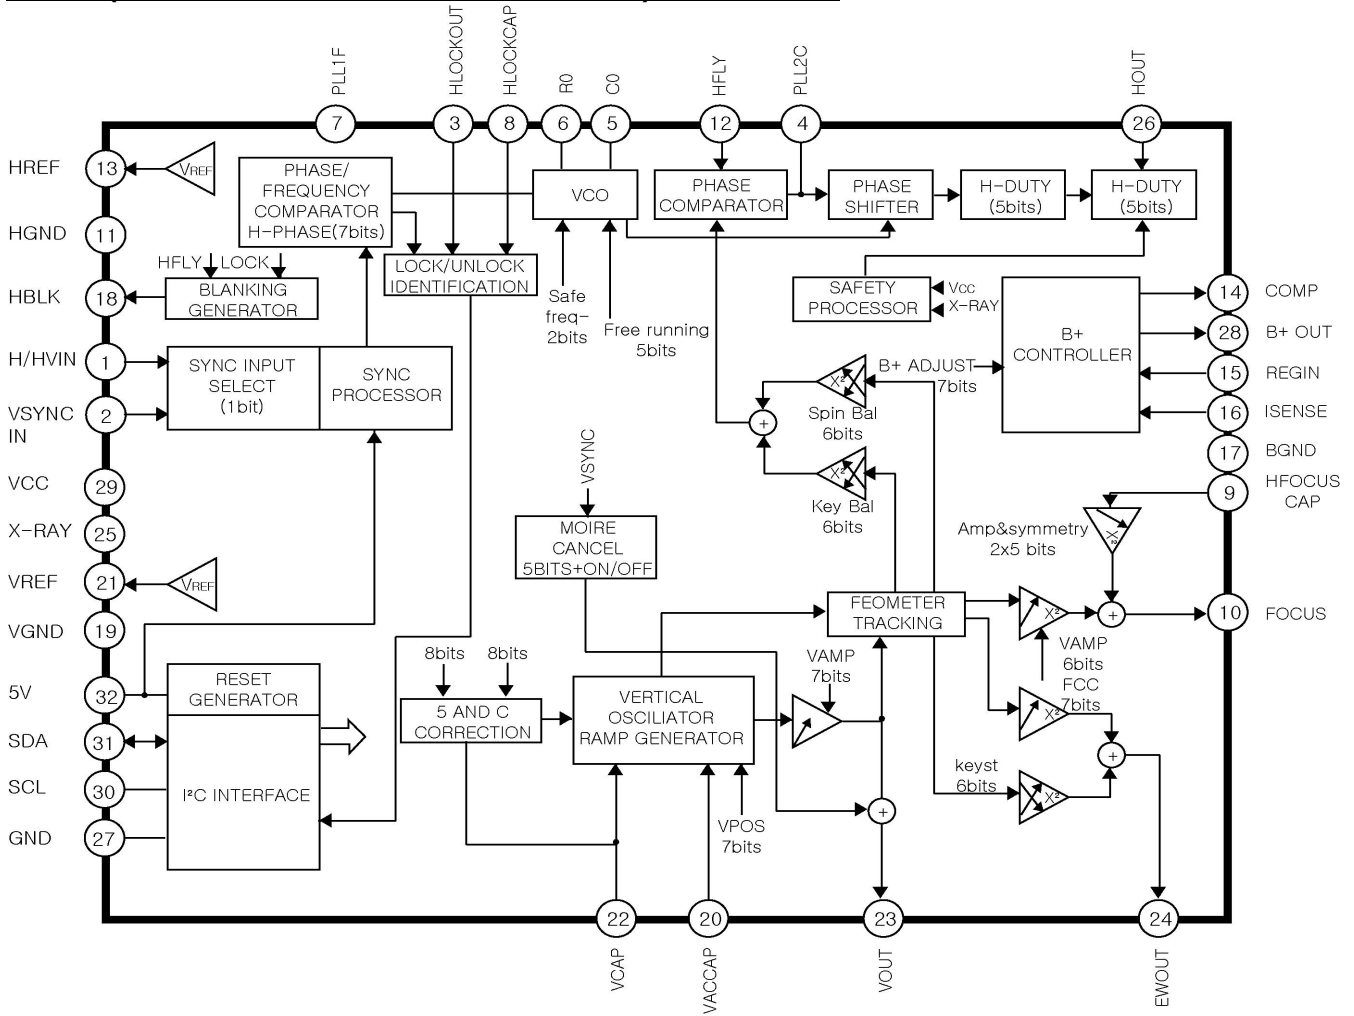 PLL1F
HLOCKOUT
HLOCKCAP
R0
C0
HFLY
PLL2C
HOUT
7
3
8
6
5
12
4
26
HREF
13
VREF
HGND
11
HFLY
LOCK
HBLK
18
BLANKING
GENERATOR
H/HVIN
1
VSYNC
IN
2
SYNC INPUT
SELECT
(1bit)
SYNC
PROCESSOR
VCC
29
X-RAY
25
VREF
21
VREF
VGND
19
5V
32
SDA
31
SCL
30
GND
27
RESET
GENERATOR
I²C INTERFACE
PHASE/
FREQUENCY
COMPARATOR
H-PHASE(7bits)
LOCK/UNLOCK
IDENTIFICATION
VCO
Safe
freq-
2bits
Free running
5bits
PHASE
COMPARATOR
PHASE
SHIFTER
H-DUTY
(5bits)
H-DUTY
(5bits)
SAFETY
PROCESSOR
Vcc
X-RAY
B+
CONTROLLER
B+ ADJUST
7bits
14
COMP
28
B+ OUT
15
REGIN
16
ISENSE
17
BGND
9
HFOCUS
CAP
10
FOCUS
X²
Spin Bal
6bits
+
X²
Key Bal
6bits
VSYNC
MOIRE
CANCEL
5BITS+ON/OFF
Amp&symmetry
2x5 bits
X²
FEOMETER
TRACKING
X²
+
VAMP
6bits
FCC
7bits
X²
+
keyst
6bits
X²
8bits
8bits
5 AND C
CORRECTION
VERTICAL
OSCILIATOR
RAMP GENERATOR
VAMP
7bits
VPOS
7bits
+
22
20
23
24
VCAP
VACCAP
VOUT
EWOUT